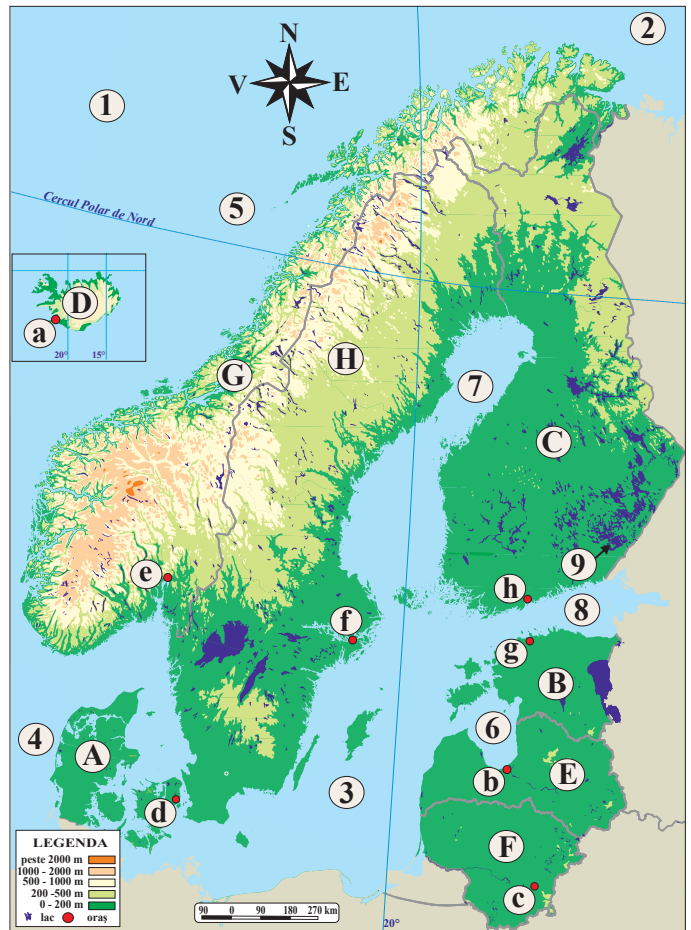 2
N
V E
S
1
Cercul Polar de Nord
5
D
a
20° 15°
H
G
7
C
9
e
h
8
f
g
B
6
4
A
b
E
d
3
F
c
LEGENDA
peste 2000 m
1000 - 2000 m
500 - 1000 m
200 -500 m
0 - 200 m
lac oraș
90 0 90 180 270 km
20°